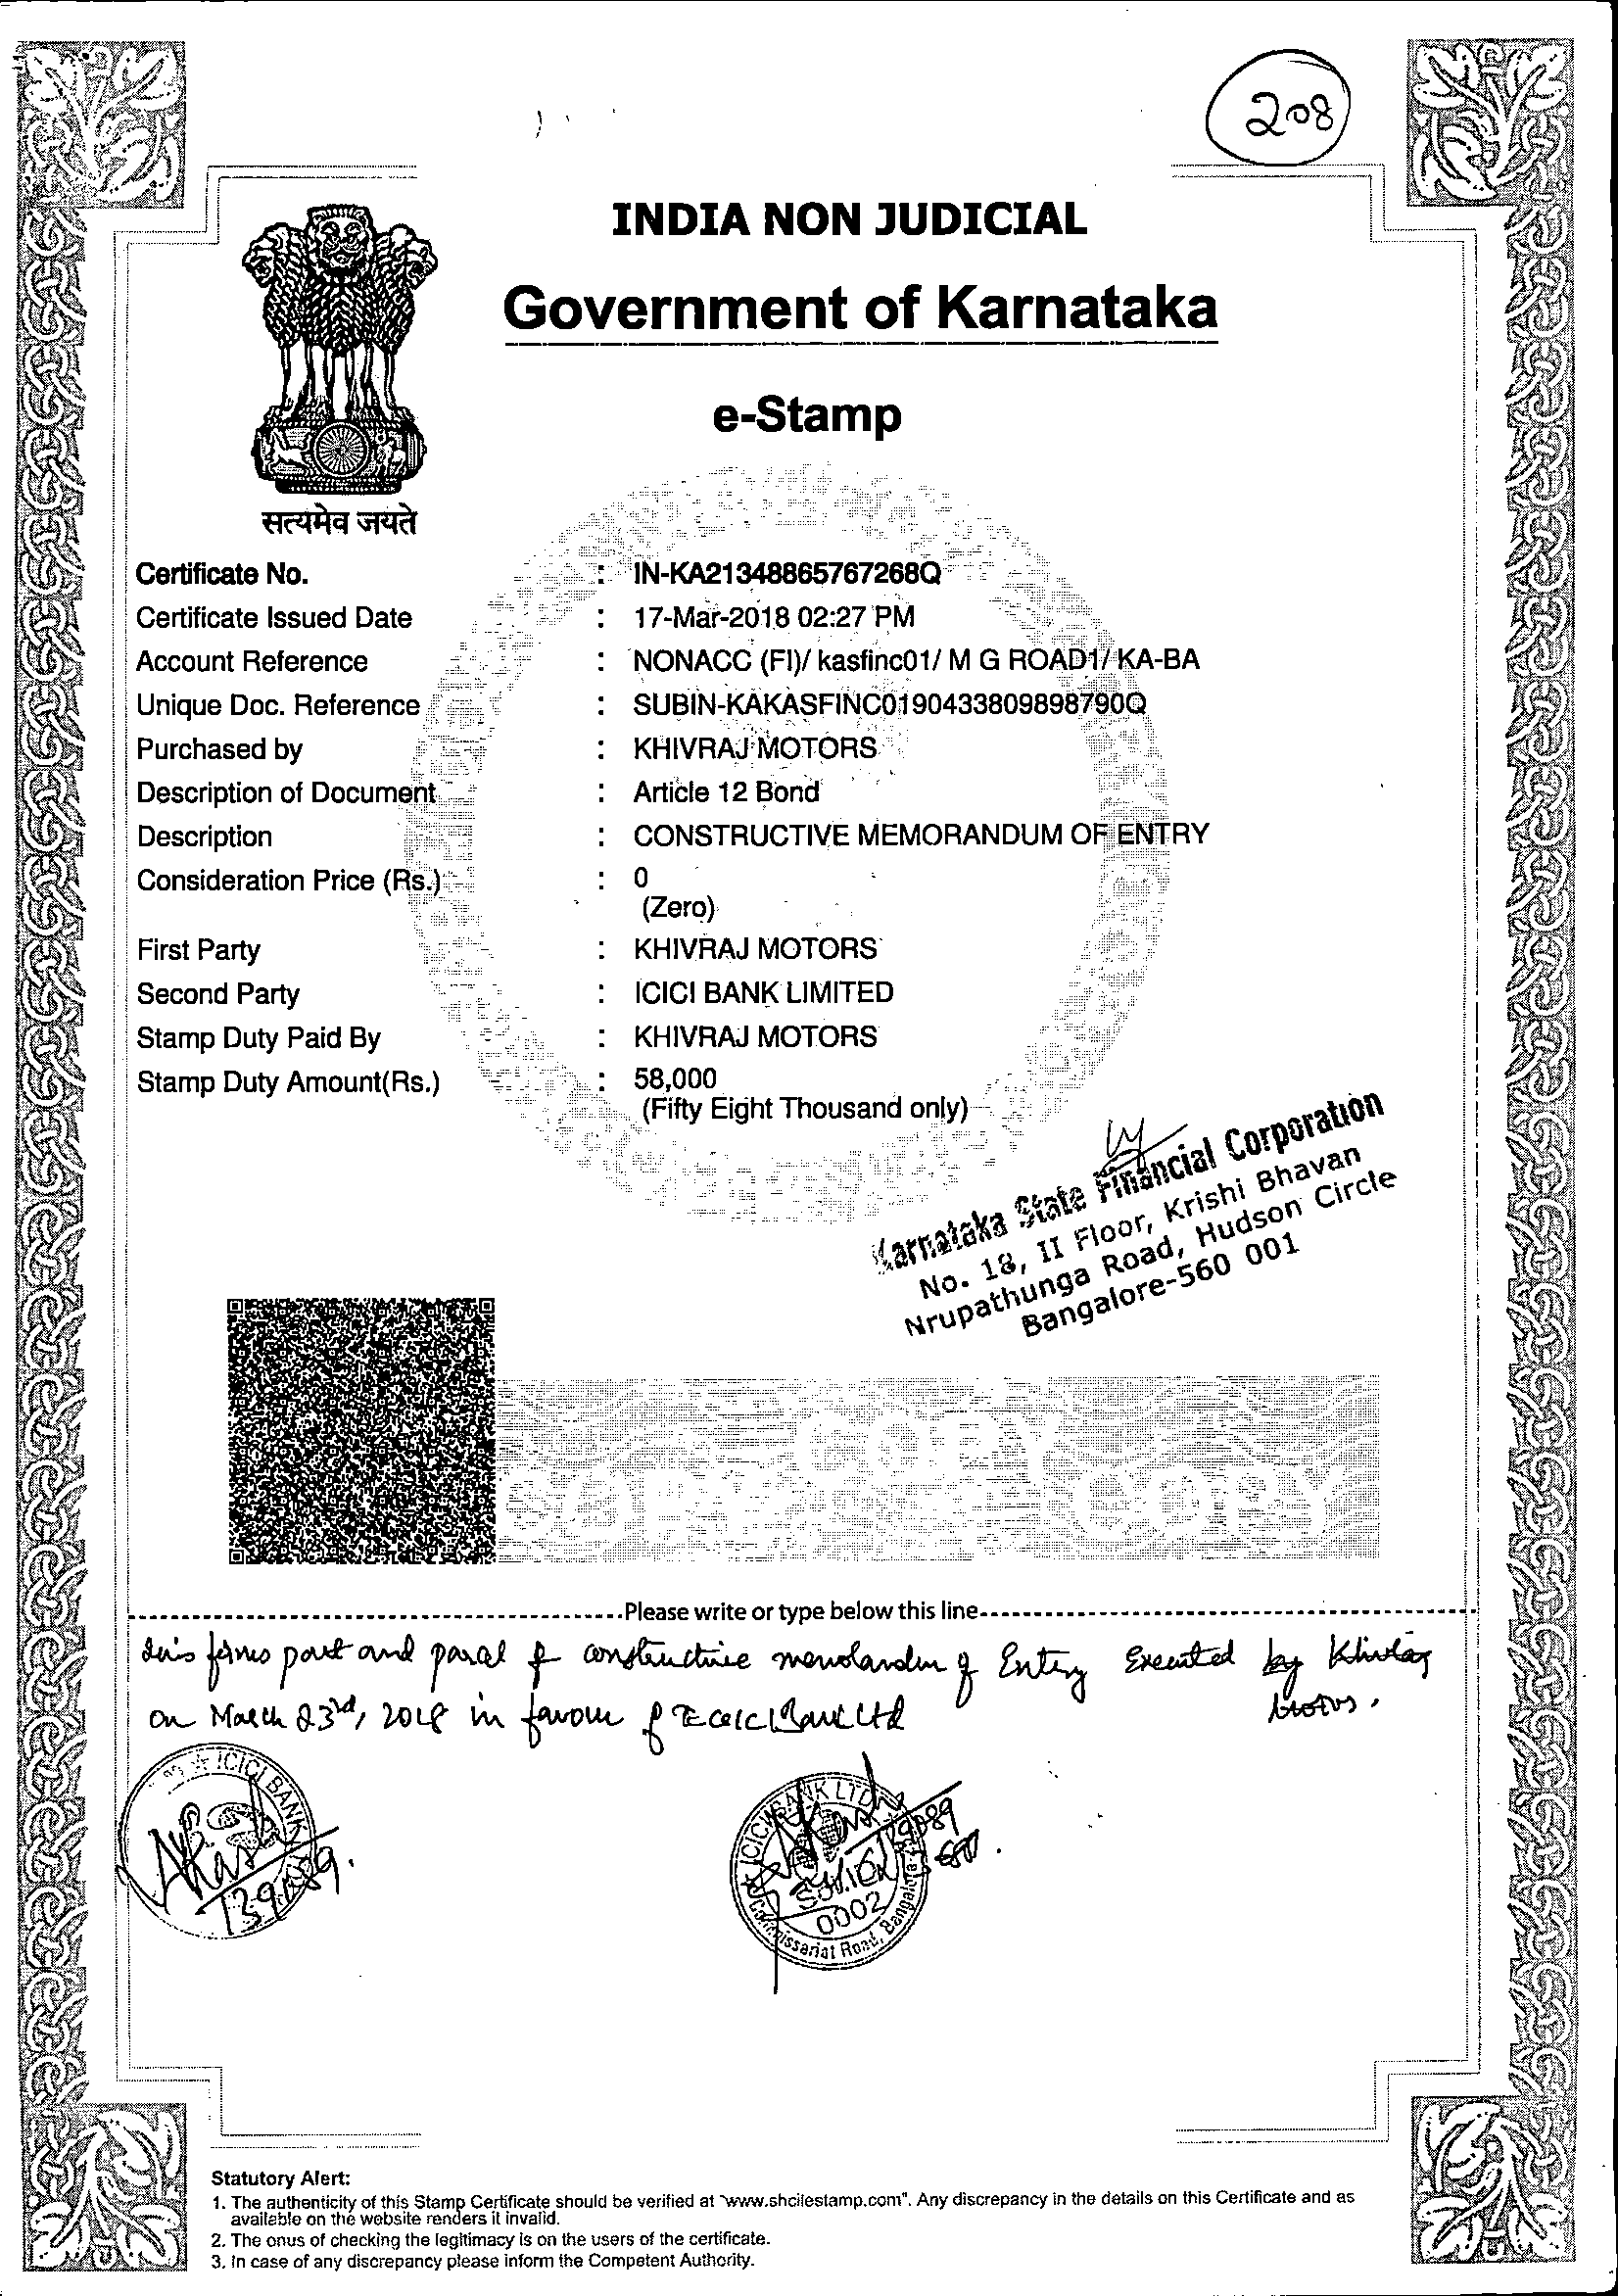 208
INDIA NON JUDICIAL
Government of Karnataka
e-Stamp
सत्यमेव जयते
Certificate No. : IN-KA21348865767268Q
Certificate Issued Date : 17-Mar-2018 02:27 PM
Account Reference : NONACC (FI)/ kasfinc01/ M G ROAD1/ KA-BA
Unique Doc. Reference : SUBIN-KAKASFINC01904338098987​90Q
Purchased by : KHIVRAJ MOTORS
Description of Document : Article 12 Bond
Description : CONSTRUCTIVE MEMORANDUM OF ENTRY
Consideration Price (Rs.) : 0
(Zero)
First Party : KHIVRAJ MOTORS
Second Party : ICICI BANK LIMITED
Stamp Duty Paid By : KHIVRAJ MOTORS
Stamp Duty Amount(Rs.) : 58,000
(Fifty Eight Thousand only)
Karnataka State Financial Corporation
No. 18, II Floor, Krishi Bhavan
Nrupathunga Road, Hudson Circle
Bangalore-560 001
COPY
COPY
Please write or type below this line
this forms part and parcel of constructive memorandum of Entry Executed by Khivraj
Motors.
on March 23rd, 2018 in favour of ICICI Bank Ltd
ICICI BANK
Akash
139089.
ICICI BANK LTD
Akash
139089
0002
Commissariat Road, Bangalore
Statutory Alert:
1. The authenticity of this Stamp Certificate should be verified at "www.shcilestamp.com". Any discrepancy in the details on this Certificate and as
available on the website renders it invalid.
2. The onus of checking the legitimacy is on the users of the certificate.
3. In case of any discrepancy please inform the Competent Authority.